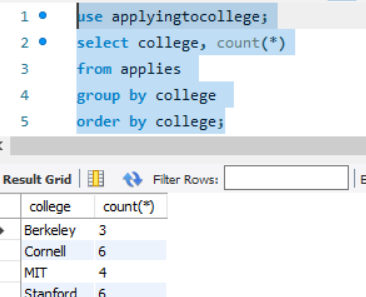 1 use applyingtocollege;
2 select college, count(*)
3 from applies
4 group by college
5 order by college;
Result Grid Filter Rows:
college count(*)
Berkeley 3
Cornell 6
MIT 4
Stanford 6